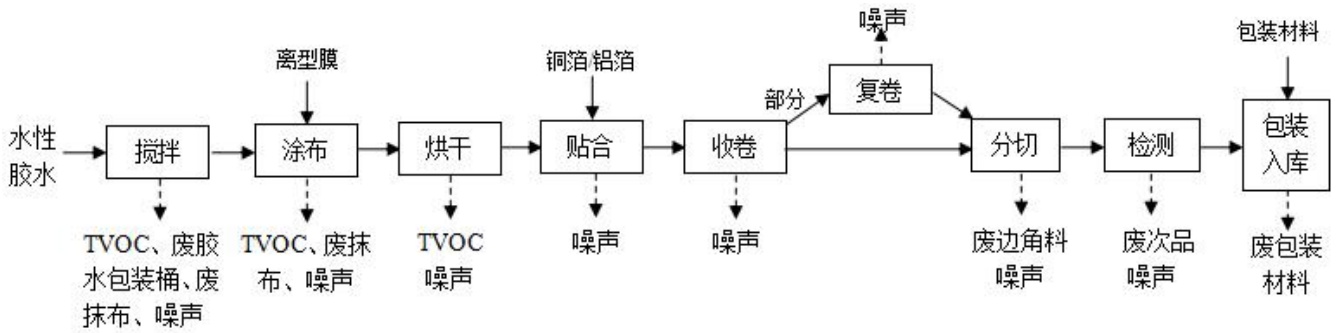 噪声
包装材料
离型膜
铜箔/铝箔
部分
复卷
水性
胶水
搅拌
涂布
烘干
贴合
收卷
分切
检测
包装
入库
TVOC、废胶
水包装桶、废
抹布、噪声
TVOC、废抹
布、噪声
TVOC
噪声
噪声
噪声
废边角料
噪声
废次品
噪声
废包装
材料